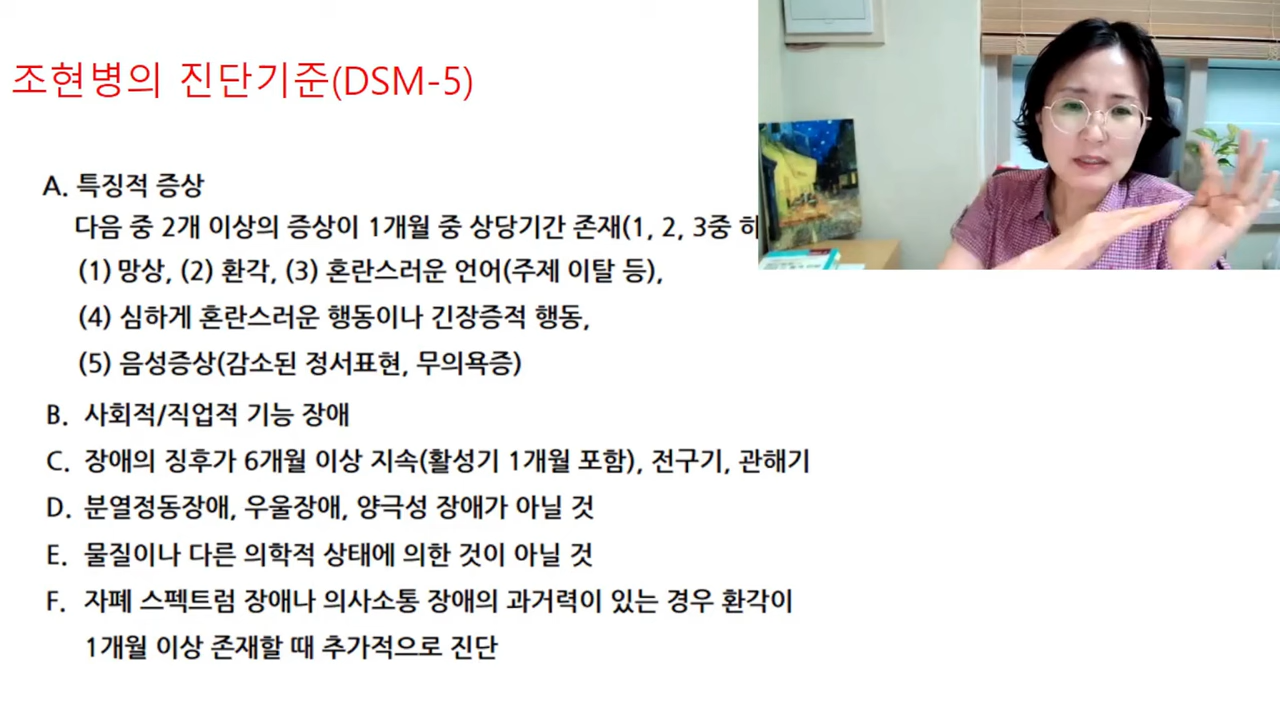 조현병의 진단기준(DSM-5)
A. 특징적 증상
다음 중 2개 이상의 증상이 1개월 중 상당기간 존재(1, 2, 3중
(1) 망상, (2) 환각, (3) 혼란스러운 언어(주제 이탈 등),
(4) 심하게 혼란스러운 행동이나 긴장증적 행동,
(5) 음성증상(감소된 정서표현, 무의욕증)
B. 사회적/직업적 기능 장애
C. 장애의 징후가 6개월 이상 지속(활성기 1개월 포함), 전구기, 관해기
D. 분열정동장애, 우울장애, 양극성 장애가 아닐 것
E. 물질이나 다른 의학적 상태에 의한 것이 아닐 것
F. 자폐 스펙트럼 장애나 의사소통 장애의 과거력이 있는 경우 환각이
1개월 이상 존재할 때 추가적으로 진단